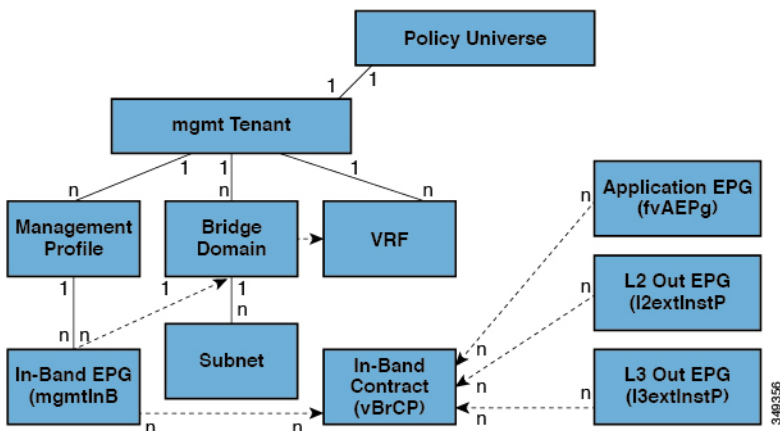 Policy Universe
1
1
mgmt Tenant
1
1
1
n
n
n
n
Management
Profile
Bridge
Domain
VRF
Application EPG
(fvAEPg)
1
1
1
n
n
n
n
L2 Out EPG
(l2extInstP
In-Band EPG
(mgmtInB
Subnet
In-Band
Contract
(vBrCP)
n
n
n
n
L3 Out EPG
(l3extInstP)
n
n
n
349356